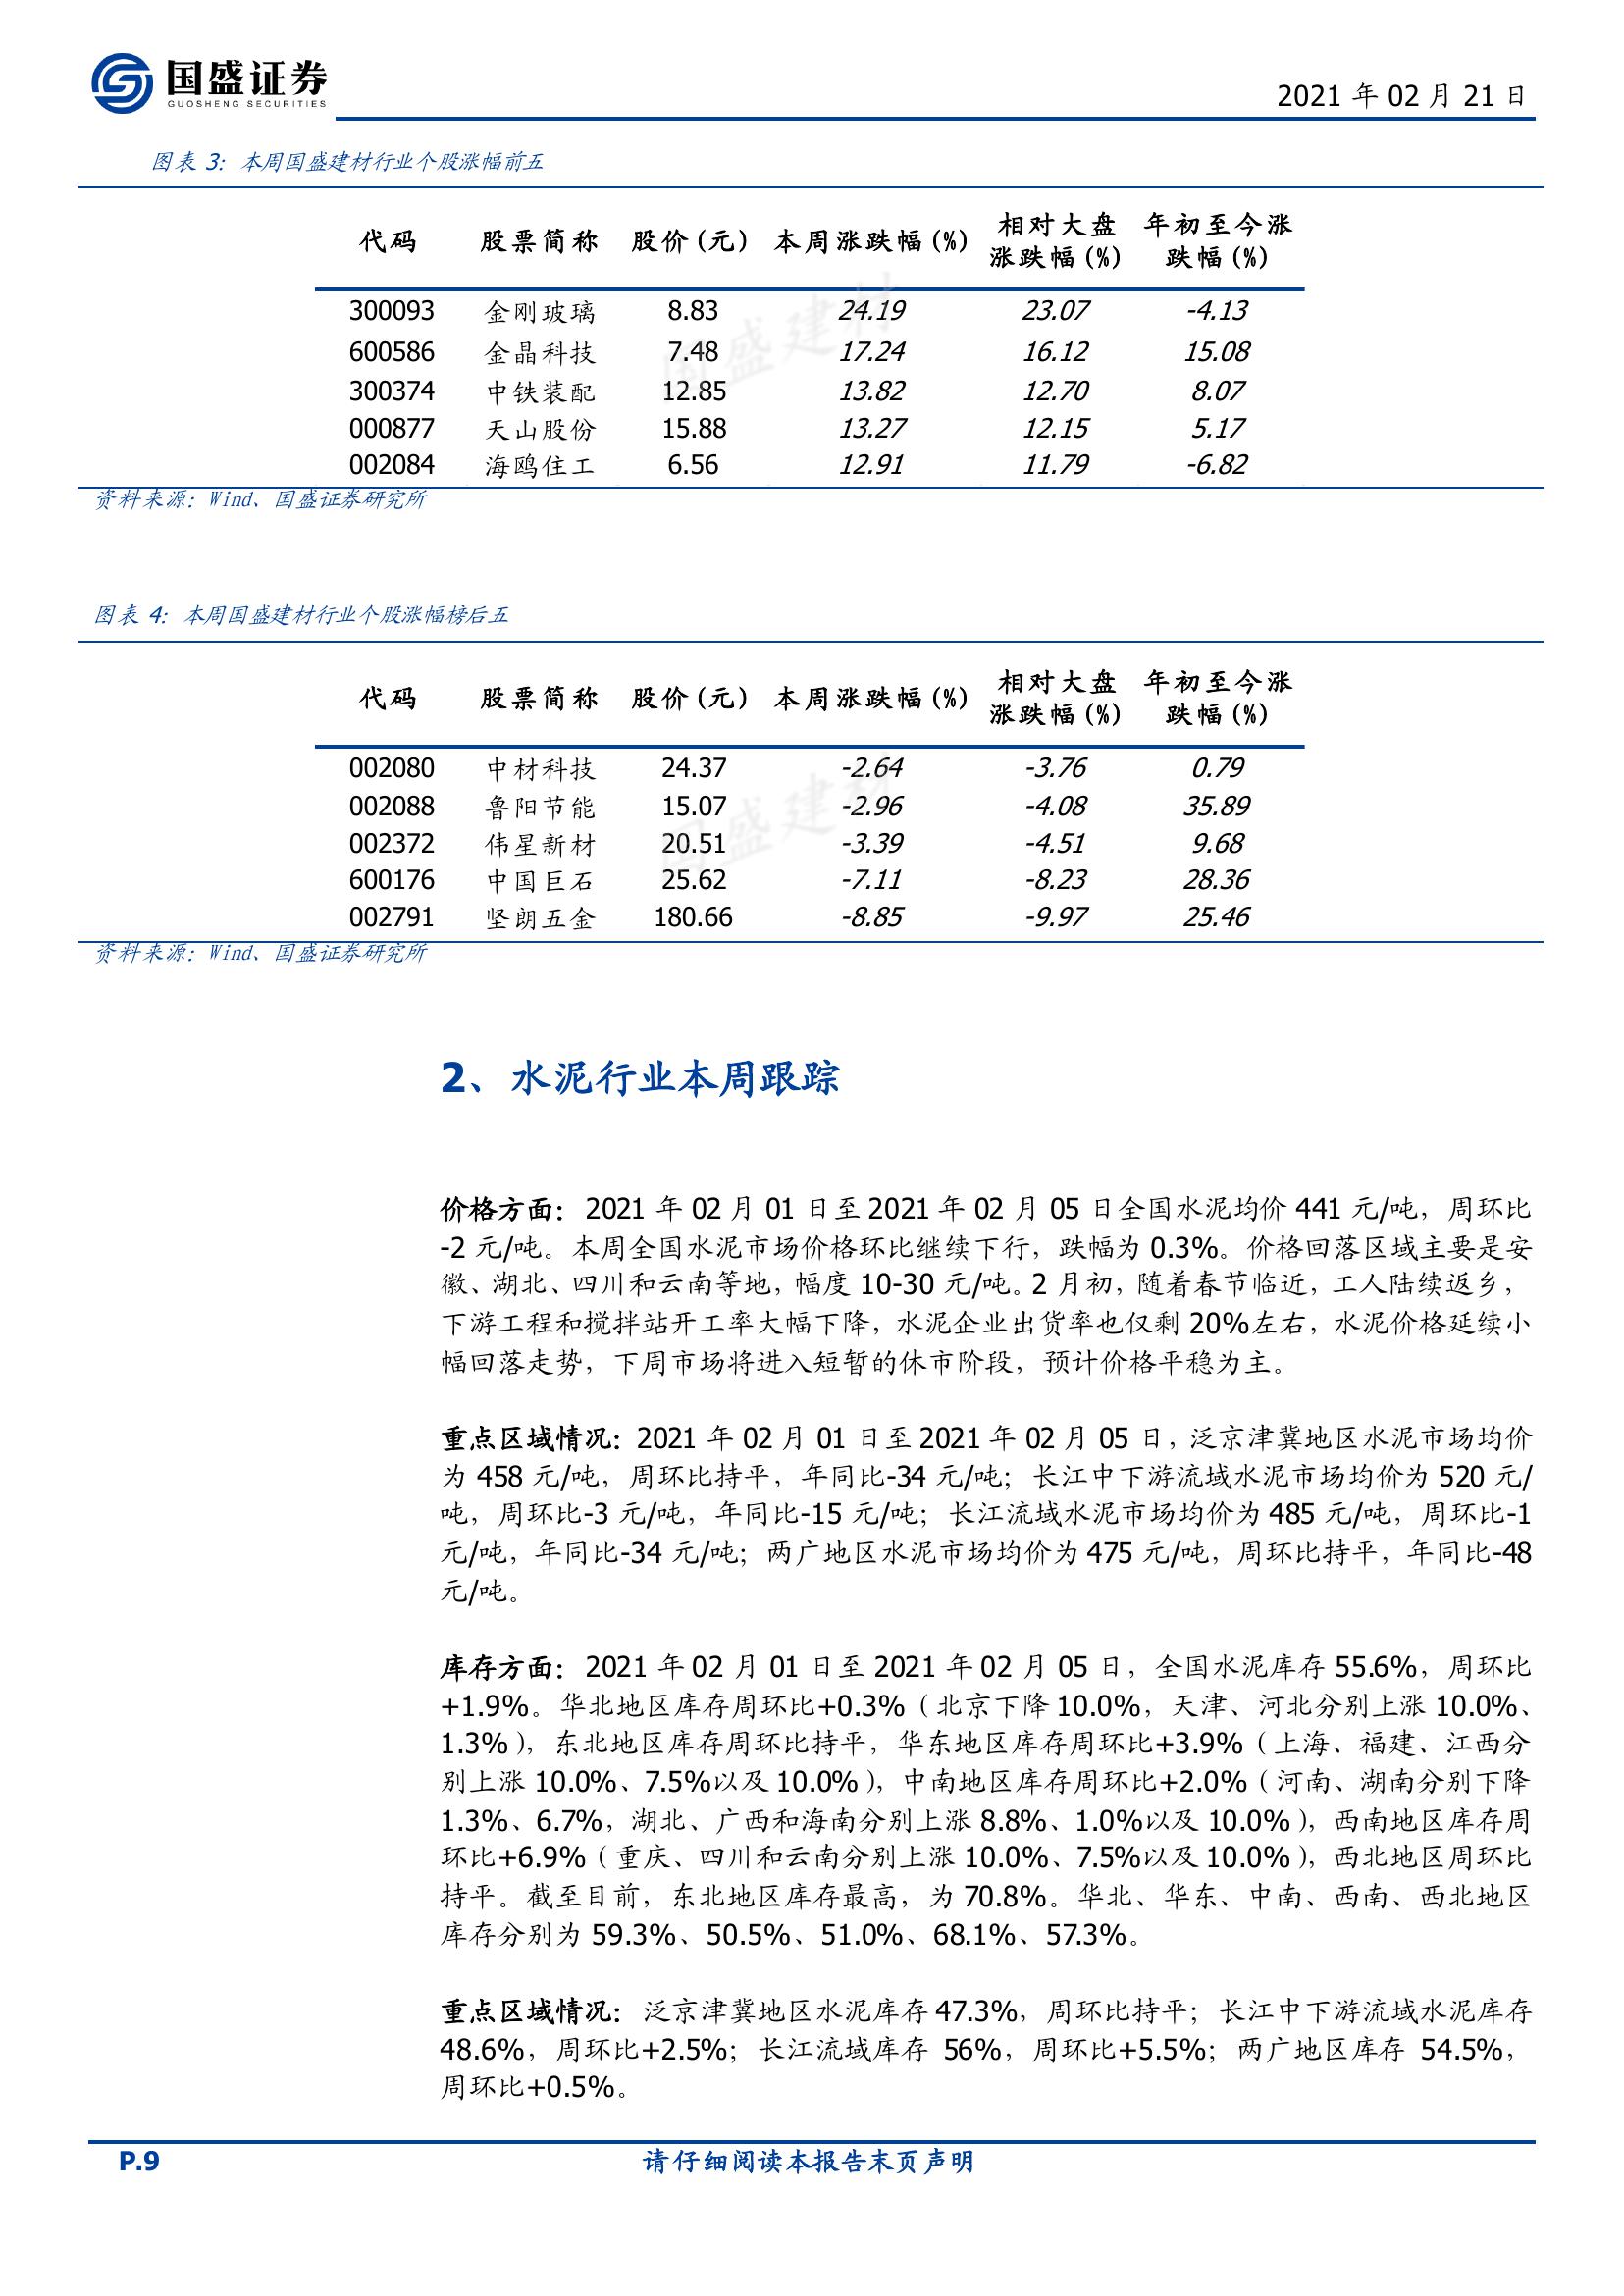 国盛证券
GUOSHENG SECURITIES
2021 年 02 月 21 日
图表 3：本周国盛建材行业个股涨幅前五
代码 股票简称 股价(元) 本周涨跌幅(%) 相对大盘涨跌幅(%) 年初至今涨跌幅(%)
300093 金刚玻璃 8.83 24.19 23.07 -4.13
600586 金晶科技 7.48 17.24 16.12 15.08
300374 中铁装配 12.85 13.82 12.70 8.07
000877 天山股份 15.88 13.27 12.15 5.17
002084 海鸥住工 6.56 12.91 11.79 -6.82
国盛建材
资料来源：Wind、国盛证券研究所
图表 4：本周国盛建材行业个股涨幅榜后五
代码 股票简称 股价(元) 本周涨跌幅(%) 相对大盘涨跌幅(%) 年初至今涨跌幅(%)
002080 中材科技 24.37 -2.64 -3.76 0.79
002088 鲁阳节能 15.07 -2.96 -4.08 35.89
002372 伟星新材 20.51 -3.39 -4.51 9.68
600176 中国巨石 25.62 -7.11 -8.23 28.36
002791 坚朗五金 180.66 -8.85 -9.97 25.46
国盛建材
资料来源：Wind、国盛证券研究所
2、水泥行业本周跟踪
价格方面：2021 年 02 月 01 日至 2021 年 02 月 05 日全国水泥均价 441 元/吨，周环比
-2 元/吨。本周全国水泥市场价格环比继续下行，跌幅为 0.3%。价格回落区域主要是安
徽、湖北、四川和云南等地，幅度 10-30 元/吨。2 月初，随着春节临近，工人陆续返乡，
下游工程和搅拌站开工率大幅下降，水泥企业出货率也仅剩 20%左右，水泥价格延续小
幅回落走势，下周市场将进入短暂的休市阶段，预计价格平稳为主。
重点区域情况：2021 年 02 月 01 日至 2021 年 02 月 05 日，泛京津冀地区水泥市场均价
为 458 元/吨，周环比持平，年同比-34 元/吨；长江中下游流域水泥市场均价为 520 元/
吨，周环比-3 元/吨，年同比-15 元/吨；长江流域水泥市场均价为 485 元/吨，周环比-1
元/吨，年同比-34 元/吨；两广地区水泥市场均价为 475 元/吨，周环比持平，年同比-48
元/吨。
库存方面：2021 年 02 月 01 日至 2021 年 02 月 05 日，全国水泥库存 55.6%，周环比
+1.9%。华北地区库存周环比+0.3%（北京下降 10.0%，天津、河北分别上涨 10.0%、
1.3%），东北地区库存周环比持平，华东地区库存周环比+3.9%（上海、福建、江西分
别上涨 10.0%、7.5%以及 10.0%），中南地区库存周环比+2.0%（河南、湖南分别下降
1.3%、6.7%，湖北、广西和海南分别上涨 8.8%、1.0%以及 10.0%），西南地区库存周
环比+6.9%（重庆、四川和云南分别上涨 10.0%、7.5%以及 10.0%），西北地区周环比
持平。截至目前，东北地区库存最高，为 70.8%。华北、华东、中南、西南、西北地区
库存分别为 59.3%、50.5%、51.0%、68.1%、57.3%。
重点区域情况：泛京津冀地区水泥库存 47.3%，周环比持平；长江中下游流域水泥库存
48.6%，周环比+2.5%；长江流域库存 56%，周环比+5.5%；两广地区库存 54.5%，
周环比+0.5%。
P.9 请仔细阅读本报告末页声明